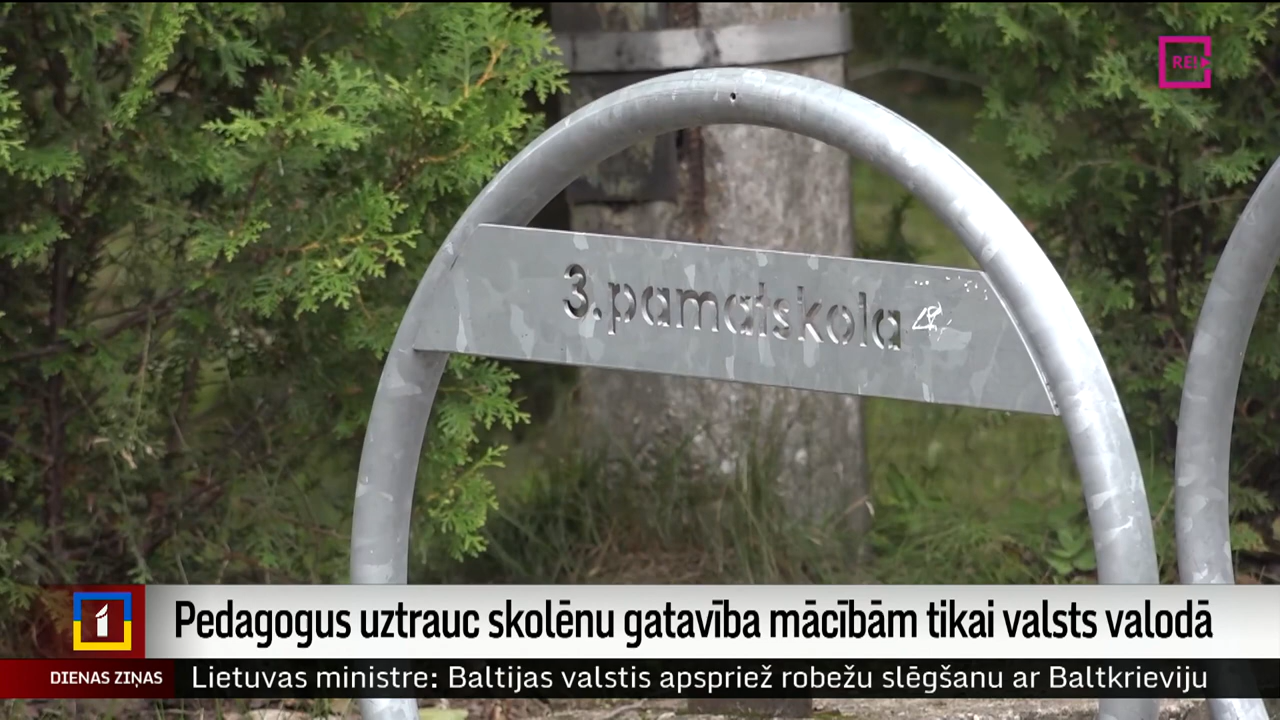 RE!
3.pamatskola
1
Pedagogus uztrauc skolēnu gatavība mācībām tikai valsts valodā
DIENAS ZIŅAS
Lietuvas ministre: Baltijas valstis apspriež robežu slēgšanu ar Baltkrieviju